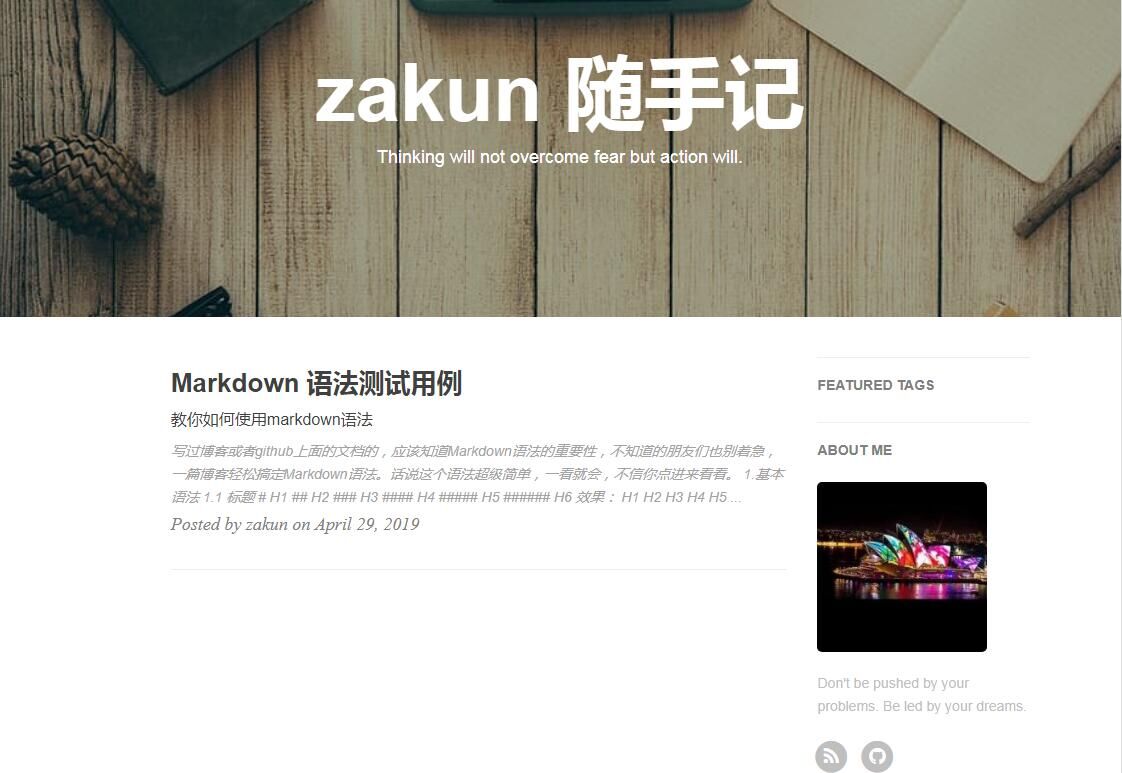 zakun 随手记
Thinking will not overcome fear but action will.
Markdown 语法测试用例
教你如何使用markdown语法
写过博客或者github上面的文档的，应该知道Markdown语法的重要性，不知道的朋友们也别着急，
一篇博客轻松搞定Markdown语法。话说这个语法超级简单，一看就会，不信你点进来看看。 1.基本
语法 1.1 标题 # H1 ## H2 ### H3 #### H4 ##### H5 ###### H6 效果： H1 H2 H3 H4 H5 ...
Posted by zakun on April 29, 2019
FEATURED TAGS
ABOUT ME
Don't be pushed by your
problems. Be led by your dreams.